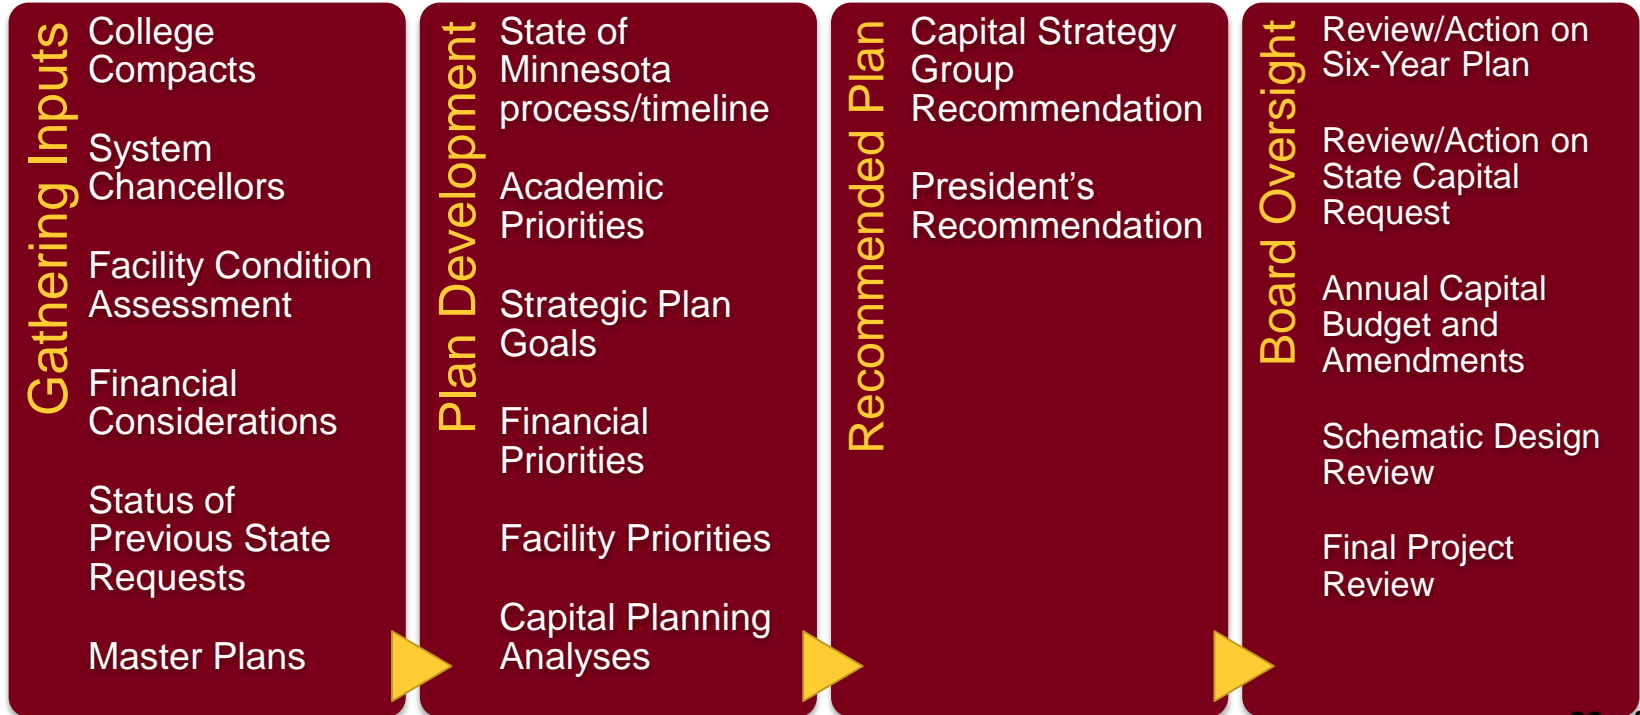 Gathering Inputs
College
Compacts
System
Chancellors
Facility Condition
Assessment
Financial
Considerations
Status of
Previous State
Requests
Master Plans
Plan Development
State of
Minnesota
process/timeline
Academic
Priorities
Strategic Plan
Goals
Financial
Priorities
Facility Priorities
Capital Planning
Analyses
Recommended Plan
Capital Strategy
Group
Recommendation
President’s
Recommendation
Board Oversight
Review/Action on
Six-Year Plan
Review/Action on
State Capital
Request
Annual Capital
Budget and
Amendments
Schematic Design
Review
Final Project
Review